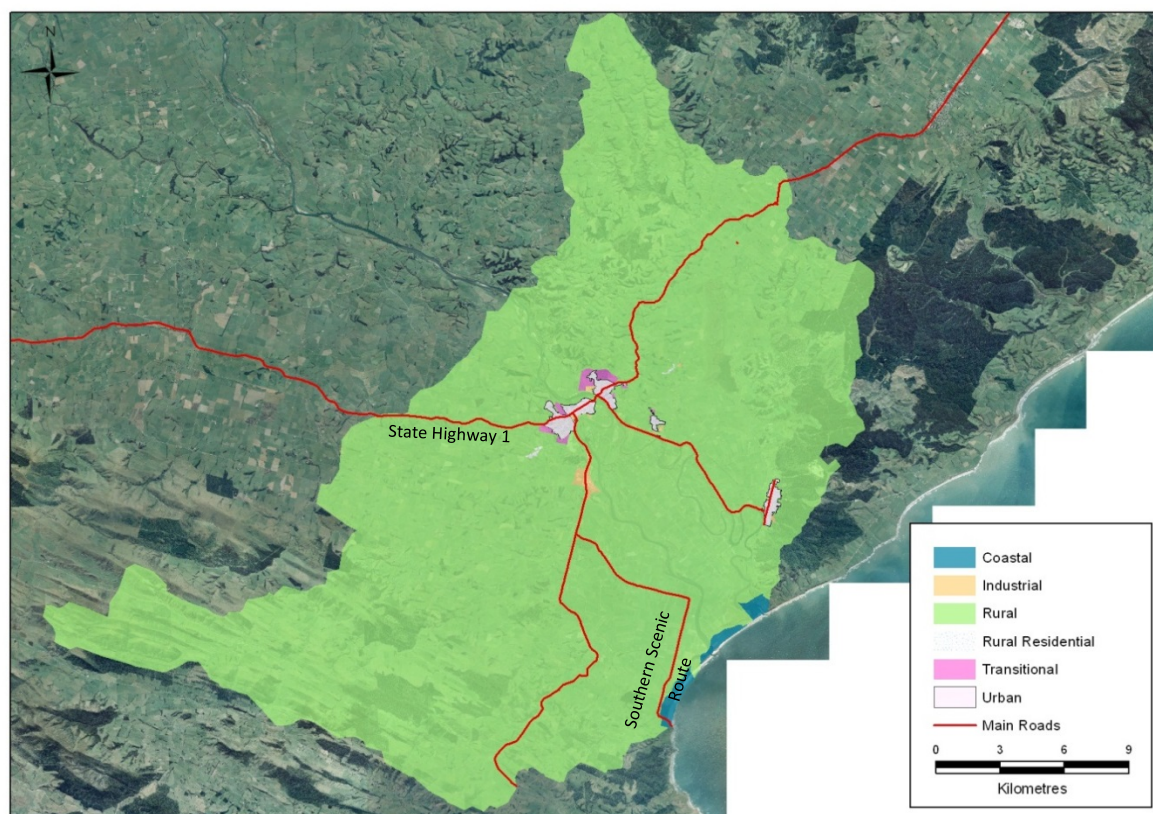 N
State Highway 1
Southern Scenic
Route
Coastal
Industrial
Rural
Rural Residential
Transitional
Urban
Main Roads
0 3 6 9
Kilometres